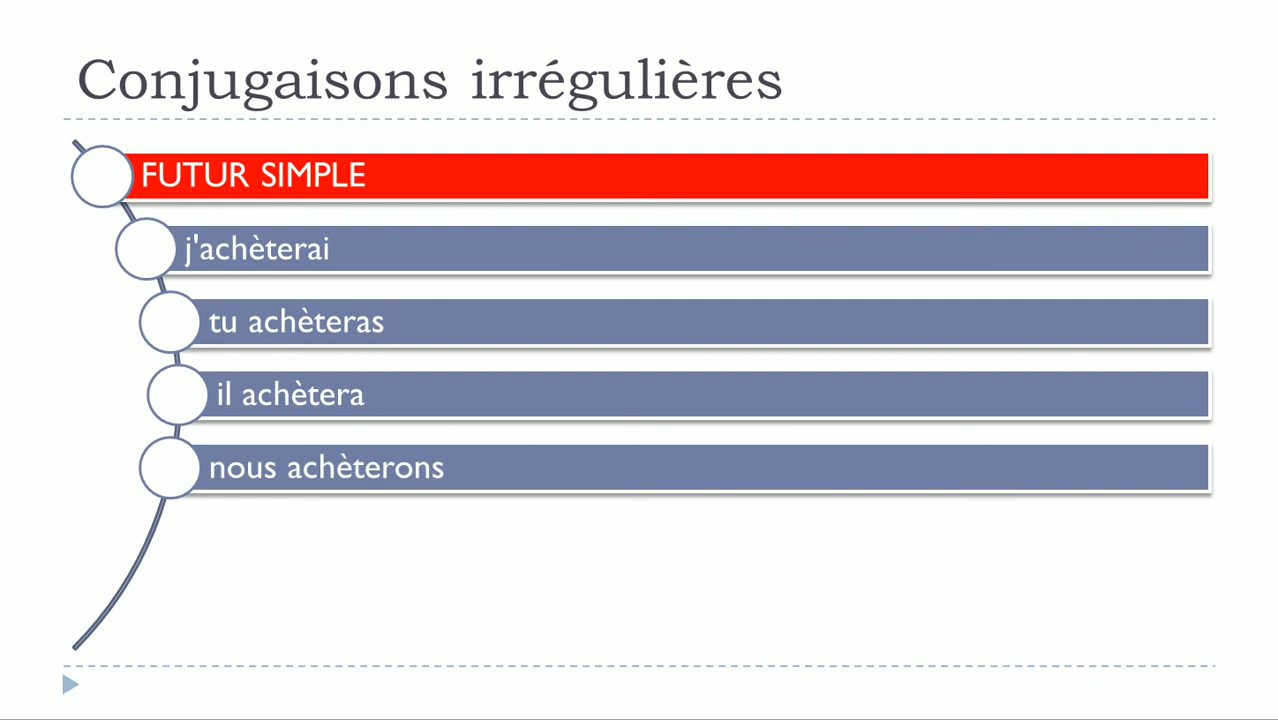 Conjugaisons irrégulières
FUTUR SIMPLE
j'achèterai
tu achèteras
il achètera
nous achèterons